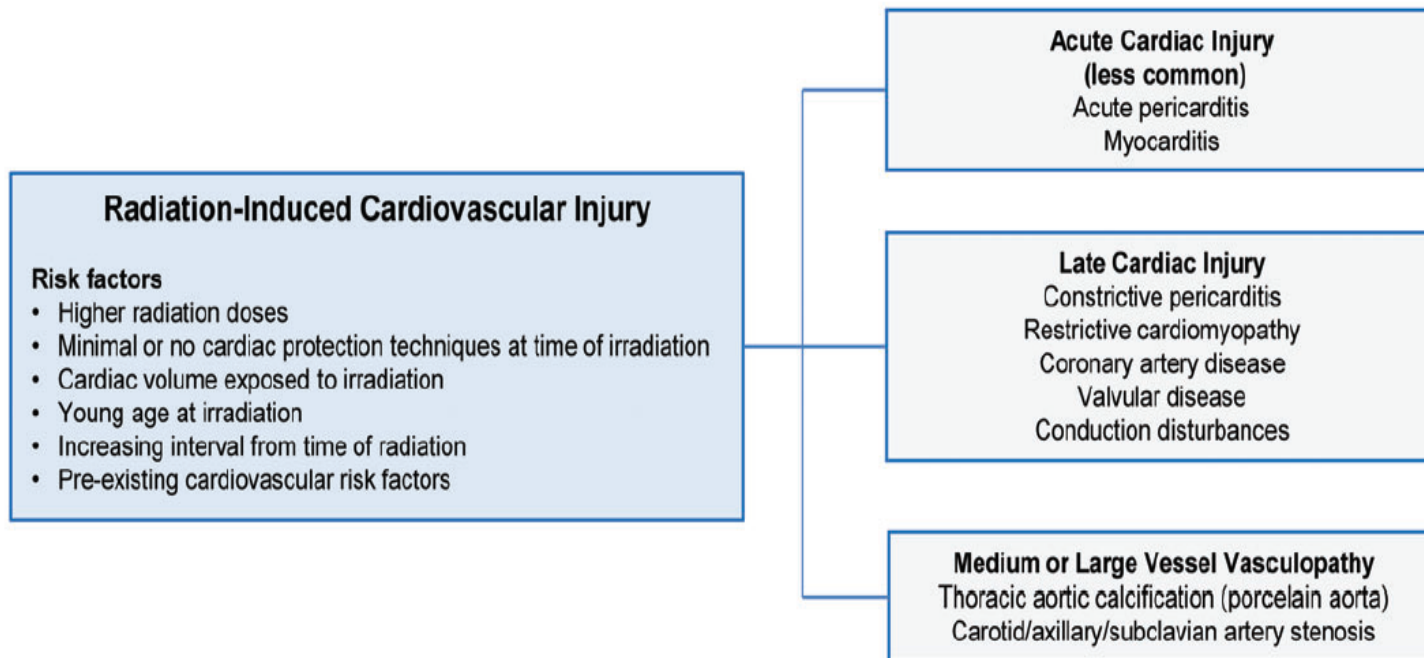 Radiation-Induced Cardiovascular Injury
Risk factors
• Higher radiation doses
• Minimal or no cardiac protection techniques at time of irradiation
• Cardiac volume exposed to irradiation
• Young age at irradiation
• Increasing interval from time of radiation
• Pre-existing cardiovascular risk factors
Acute Cardiac Injury
(less common)
Acute pericarditis
Myocarditis
Late Cardiac Injury
Constrictive pericarditis
Restrictive cardiomyopathy
Coronary artery disease
Valvular disease
Conduction disturbances
Medium or Large Vessel Vasculopathy
Thoracic aortic calcification (porcelain aorta)
Carotid/axillary/subclavian artery stenosis